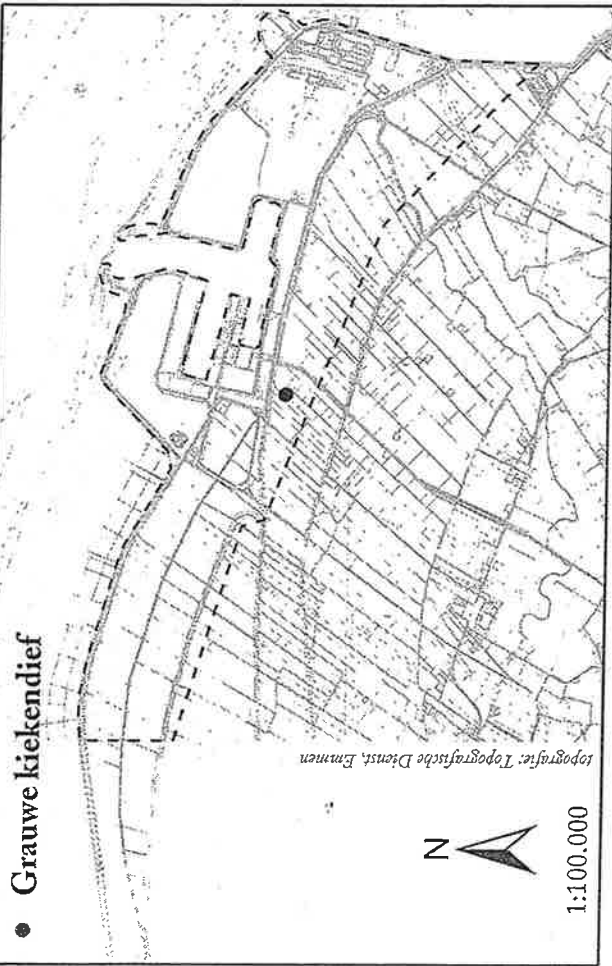 ● Grauwe kiekendief
topografie: Topografische Dienst, Emmen
N
1:100.000